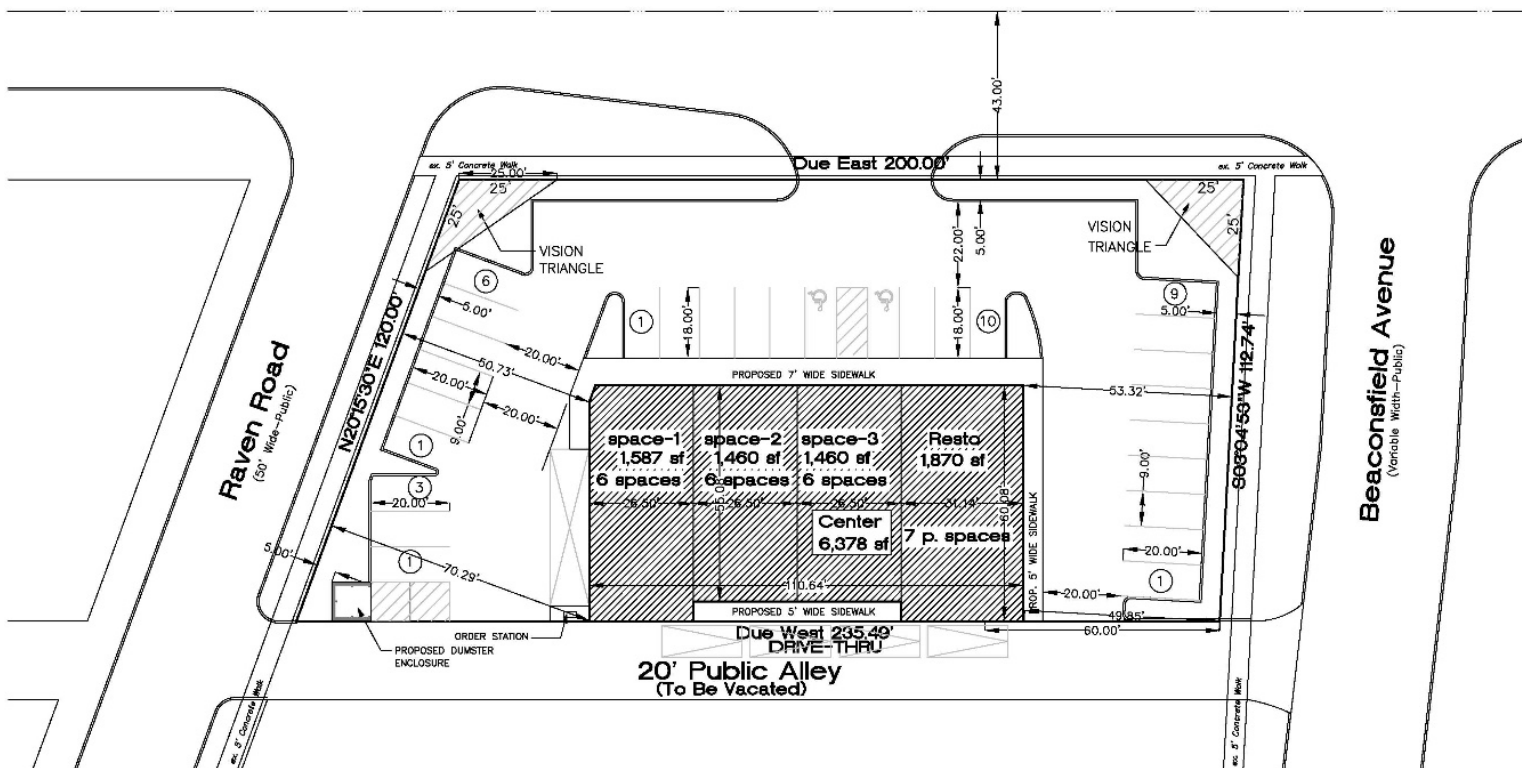 43.00'
ex. 5' Concrete Walk
Due East 200.00'
ex. 5' Concrete Walk
25.00'
25'
25'
25'
25'
VISION
TRIANGLE
VISION
TRIANGLE
22.00'
5.00'
6
5.00'
9
5.00'
1
10
18.00'
18.00'
20.00'
50.73'
20.00'
20.00'
9.00'
N20°15'30"E 120.00'
Raven Road
(50' Wide-Public)
PROPOSED 7' WIDE SIDEWALK
53.32'
S03°04'53"W 112.74'
Beaconsfield Avenue
(Variable Width-Public)
space-1
1,587 sf
6 spaces
space-2
1,460 sf
6 spaces
space-3
1,460 sf
6 spaces
Resto
1,870 sf
7 p. spaces
26.50'
26.50'
26.50'
31.14'
55.08'
60.08'
Center
6,378 sf
110.64'
PROP. 5' WIDE SIDEWALK
9.00'
1
3
20.00'
1
5.00'
70.29'
20.00'
20.00'
1
49.85'
60.00'
PROPOSED 5' WIDE SIDEWALK
ORDER STATION
PROPOSED DUMSTER
ENCLOSURE
Due West 235.49'
DRIVE-THRU
20' Public Alley
(To Be Vacated)
ex. 5' Concrete Walk
ex. 5' Concrete Walk